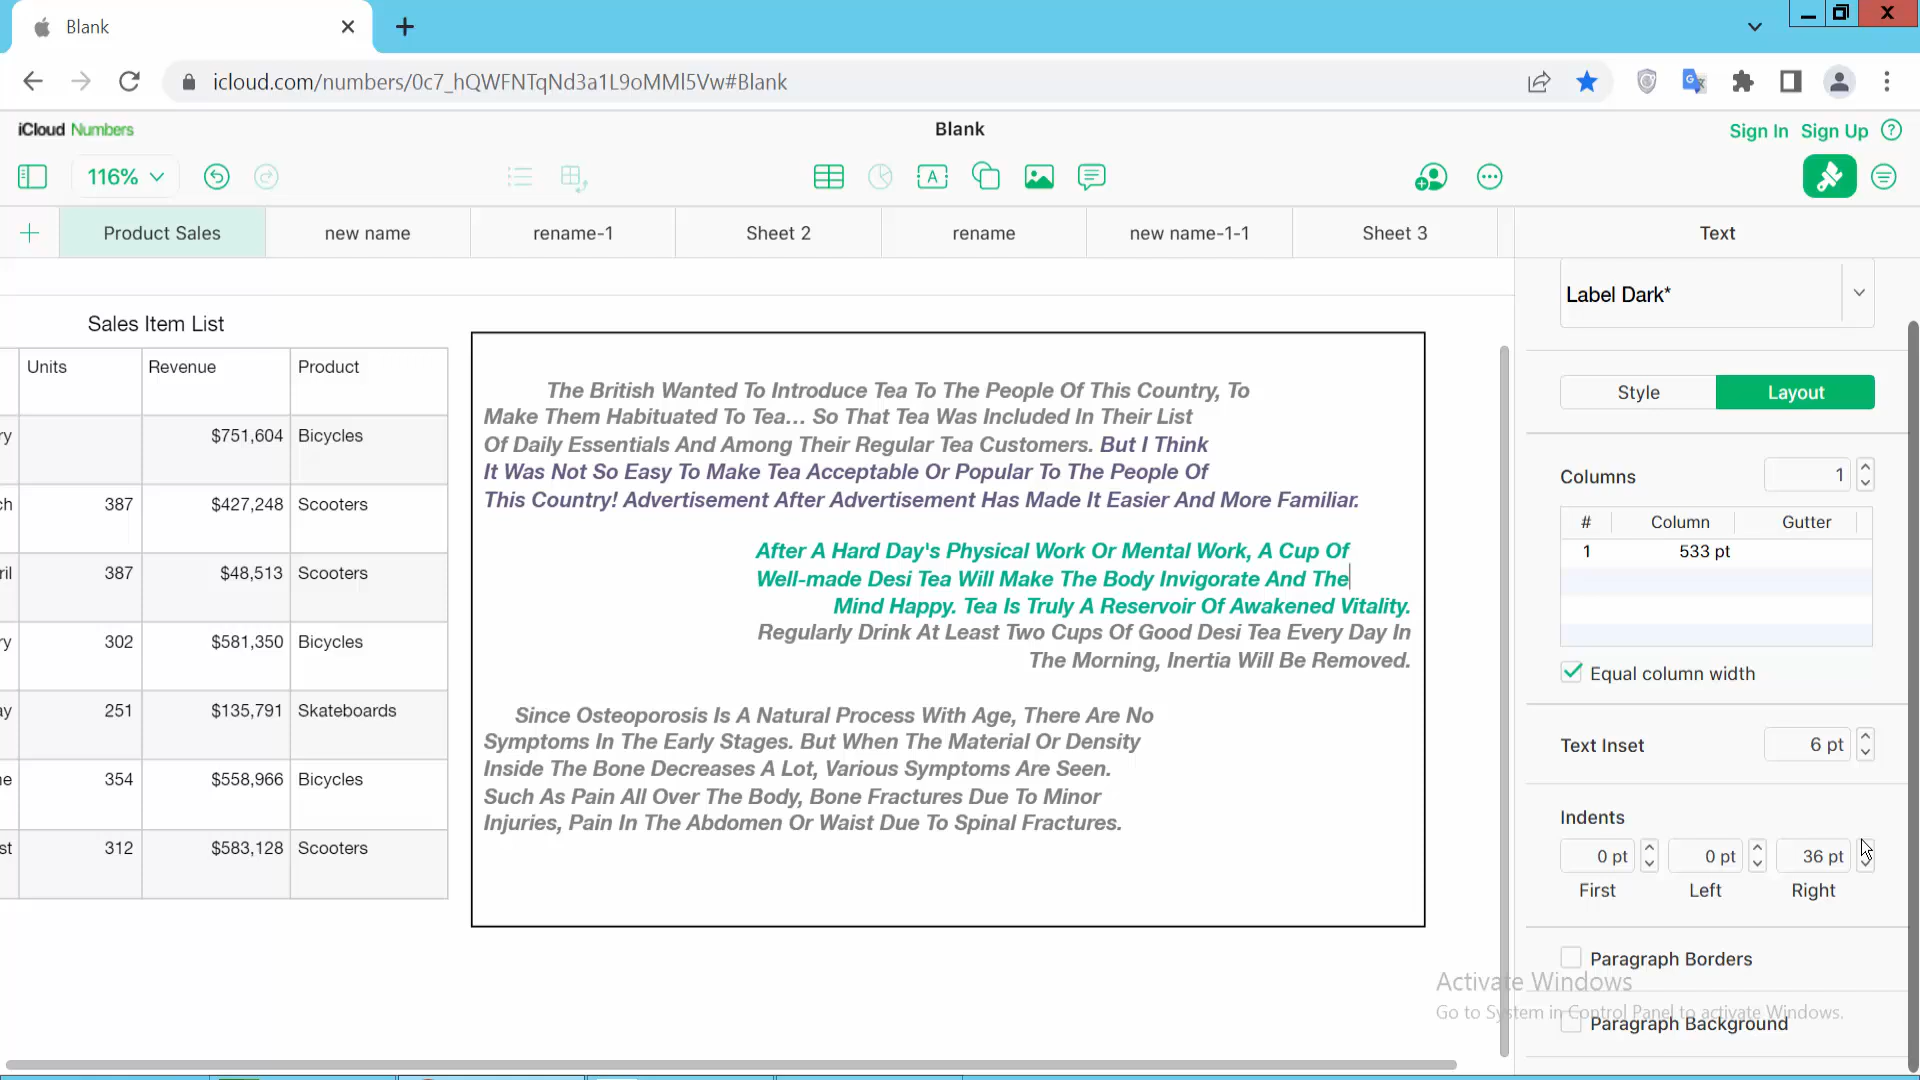 Blank
icloud.com/numbers/0c7_hQWFNTqNd3a1L9oMMl5Vw#Blank
iCloud Numbers
Blank
Sign In Sign Up ?
116%
A
Product Sales new name rename-1 Sheet 2 rename new name-1-1 Sheet 3 Text
Label Dark*
Style Layout
Columns 1
# Column Gutter
1 533 pt
Equal column width
Text Inset 6 pt
Indents
0 pt 0 pt 36 pt
First Left Right
Paragraph Borders
Paragraph Background
Activate Windows
Go to System in Control Panel to activate Windows.
Sales Item List
Units Revenue Product
ry $751,604 Bicycles
ch 387 $427,248 Scooters
ril 387 $48,513 Scooters
ry 302 $581,350 Bicycles
ay 251 $135,791 Skateboards
ne 354 $558,966 Bicycles
st 312 $583,128 Scooters
The British Wanted To Introduce Tea To The People Of This Country, To
Make Them Habituated To Tea... So That Tea Was Included In Their List
Of Daily Essentials And Among Their Regular Tea Customers. But I Think
It Was Not So Easy To Make Tea Acceptable Or Popular To The People Of
This Country! Advertisement After Advertisement Has Made It Easier And More Familiar.
After A Hard Day's Physical Work Or Mental Work, A Cup Of
Well-made Desi Tea Will Make The Body Invigorate And The
Mind Happy. Tea Is Truly A Reservoir Of Awakened Vitality.
Regularly Drink At Least Two Cups Of Good Desi Tea Every Day In
The Morning, Inertia Will Be Removed.
Since Osteoporosis Is A Natural Process With Age, There Are No
Symptoms In The Early Stages. But When The Material Or Density
Inside The Bone Decreases A Lot, Various Symptoms Are Seen.
Such As Pain All Over The Body, Bone Fractures Due To Minor
Injuries, Pain In The Abdomen Or Waist Due To Spinal Fractures.